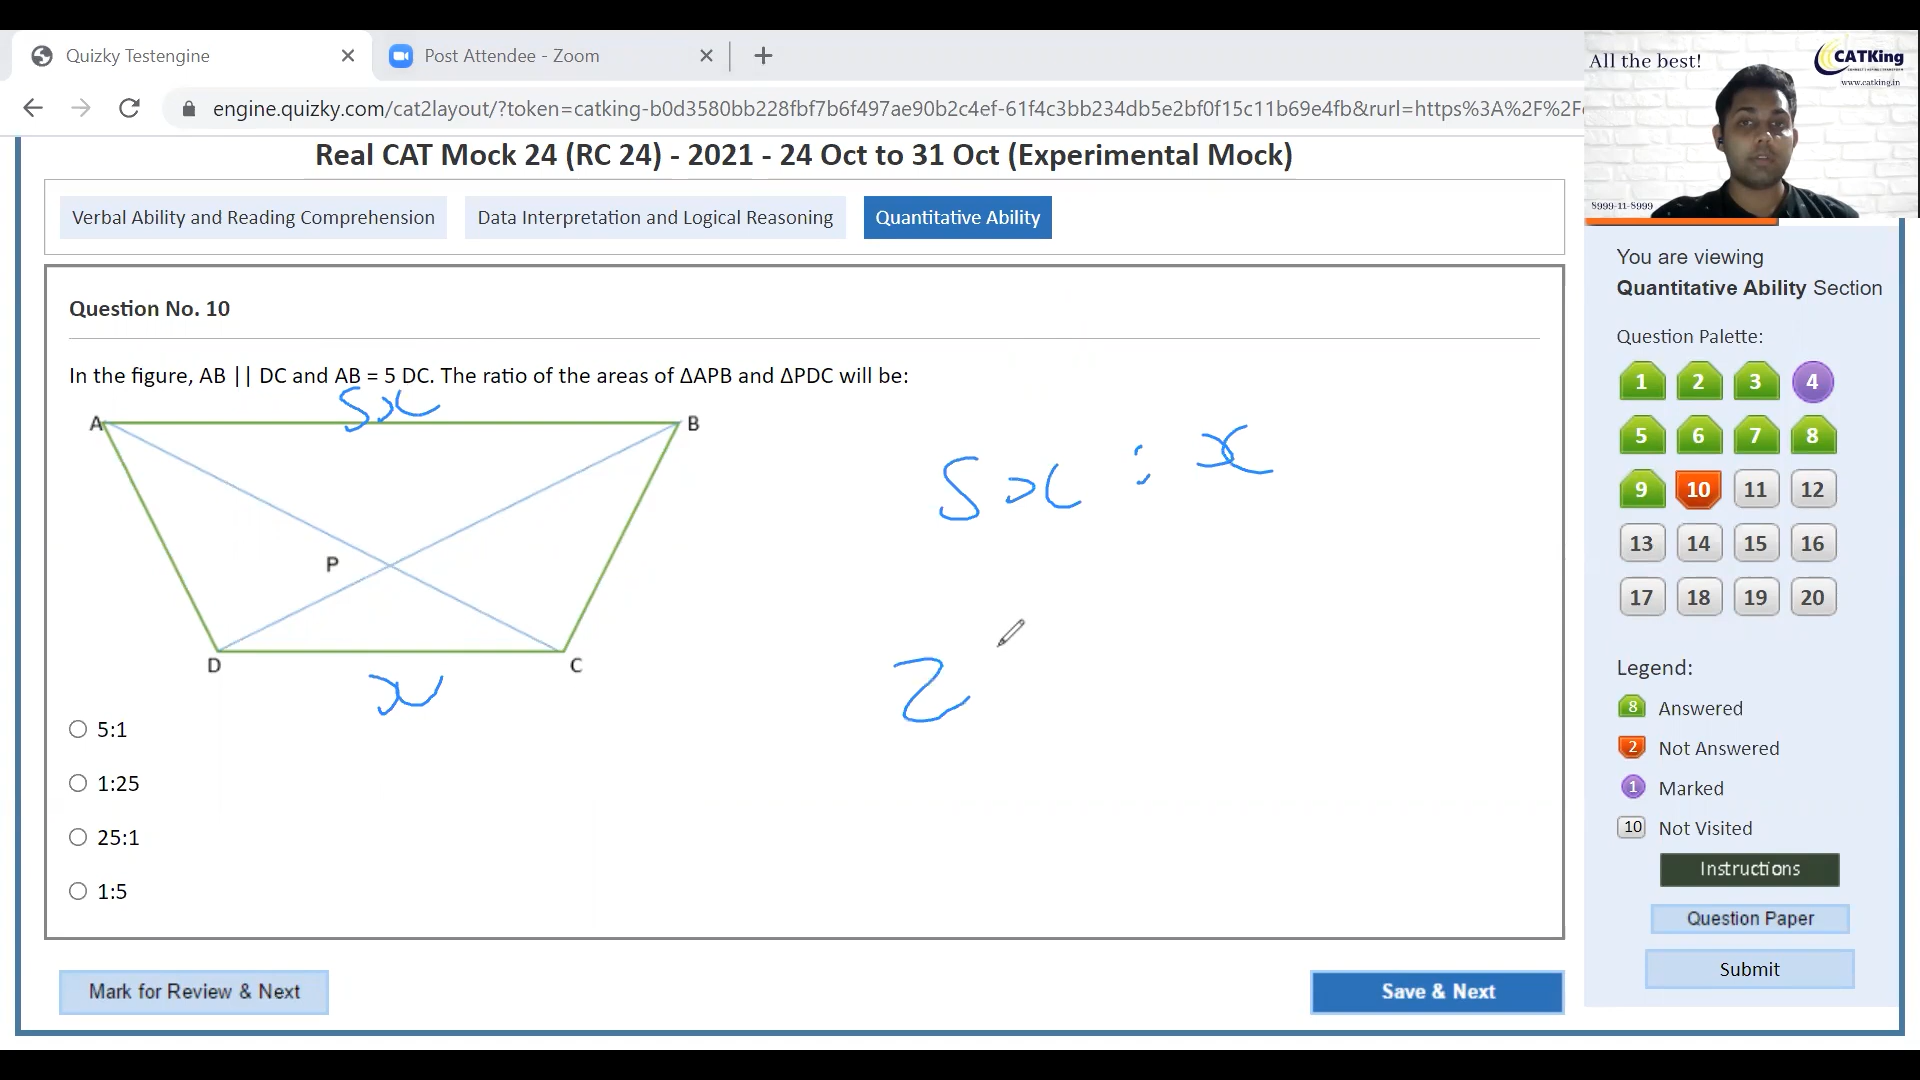 Quizky Testengine
Post Attendee - Zoom
All the best!
CATKing
www.catking.in
engine.quizky.com/cat2layout/?token=catking-b0d3580bb228fbf7b6f497ae90b2c4ef-61f4c3bb234db5e2bf0f15c11b69e4fb&rurl=https%3A%2F%2F
Real CAT Mock 24 (RC 24) - 2021 - 24 Oct to 31 Oct (Experimental Mock)
8999-11-8999
Verbal Ability and Reading Comprehension
Data Interpretation and Logical Reasoning
Quantitative Ability
You are viewing
Quantitative Ability Section
Question No. 10
Question Palette:
In the figure, AB || DC and AB = 5 DC. The ratio of the areas of ΔAPB and ΔPDC will be:
5x
A
B
5x : x
P
D
C
x
2
5:1
1:25
25:1
1:5
1 2 3 4
5 6 7 8
9 10 11 12
13 14 15 16
17 18 19 20
Legend:
8 Answered
2 Not Answered
1 Marked
10 Not Visited
Instructions
Question Paper
Submit
Mark for Review & Next
Save & Next